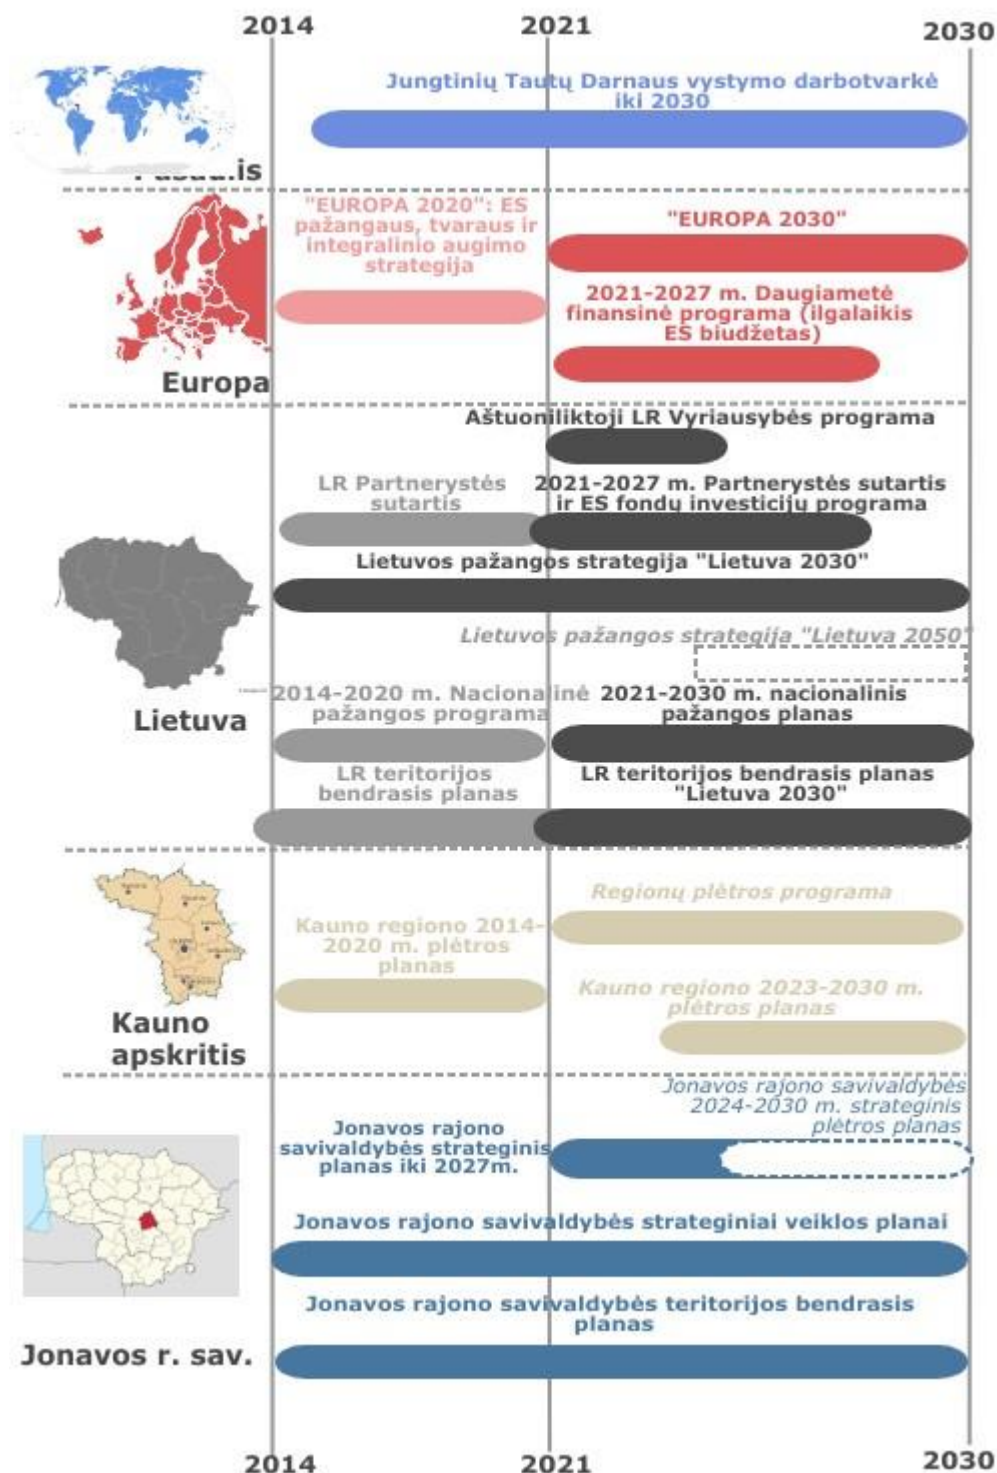 2014
2021
2030
Jungtinių Tautų Darnaus vystymo darbotvarkė
iki 2030
"EUROPA 2020": ES
pažangaus, tvaraus ir
integralinio augimo
strategija
"EUROPA 2030"
2021-2027 m. Daugiametė
finansinė programa (ilgalaikis
ES biudžetas)
Europa
Aštuoniliktoji LR Vyriausybės programa
LR Partnerystės
sutartis
2021-2027 m. Partnerystės sutartis
ir ES fondų investicijų programa
Lietuvos pažangos strategija "Lietuva 2030"
Lietuvos pažangos strategija "Lietuva 2050"
Lietuva
2014-2020 m. Nacionalinė
pažangos programa
2021-2030 m. nacionalinis
pažangos planas
LR teritorijos
bendrasis planas
LR teritorijos bendrasis planas
"Lietuva 2030"
Regionų plėtros programa
Kauno regiono 2014-
2020 m. plėtros
planas
Kauno regiono 2023-2030 m.
plėtros planas
Kauno
apskritis
Jonavos rajono savivaldybės
2024-2030 m. strateginis
plėtros planas
Jonavos rajono
savivaldybės strateginis
planas iki 2027m.
Jonavos rajono savivaldybės strateginiai veiklos planai
Jonavos rajono savivaldybės teritorijos bendrasis
planas
Jonavos r. sav.
2014
2021
2030